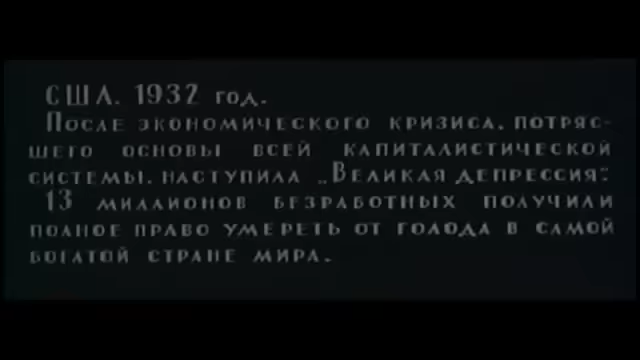 США. 1932 год.
После экономического кризиса, потряс-
шего основы всей капиталистической
системы, наступила „Великая депрессия“.
13 миллионов безработных получили
полное право умереть от голода в самой
богатой стране мира.